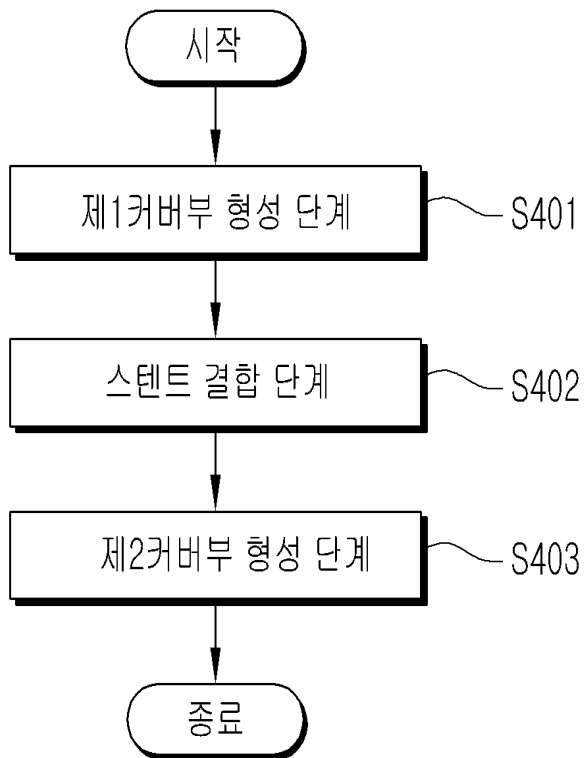 시작
제1커버부 형성 단계
S401
스텐트 결합 단계
S402
제2커버부 형성 단계
S403
종료